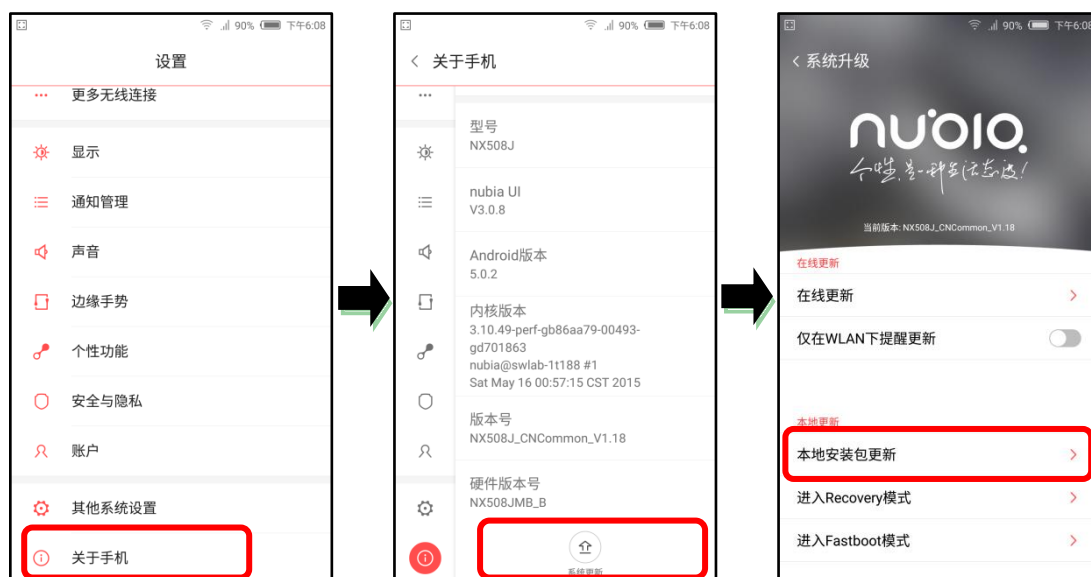 90% 下午6:08
设置
更多无线连接
显示
通知管理
声音
边缘手势
个性功能
安全与隐私
账户
其他系统设置
关于手机
90% 下午6:08
< 关于手机
型号
NX508J
nubia UI
V3.0.8
Android版本
5.0.2
内核版本
3.10.49-perf-gb86aa79-00493-
gd701863
nubia@swlab-1t188 #1
Sat May 16 00:57:15 CST 2015
版本号
NX508J_CNCommon_V1.18
硬件版本号
NX508JMB_B
系统更新
90% 下午6:08
< 系统升级
nubia
个性,是一种生活态度!
当前版本: NX508J_CNCommon_V1.18
在线更新
在线更新
仅在WLAN下提醒更新
本地更新
本地安装包更新
进入Recovery模式
进入Fastboot模式